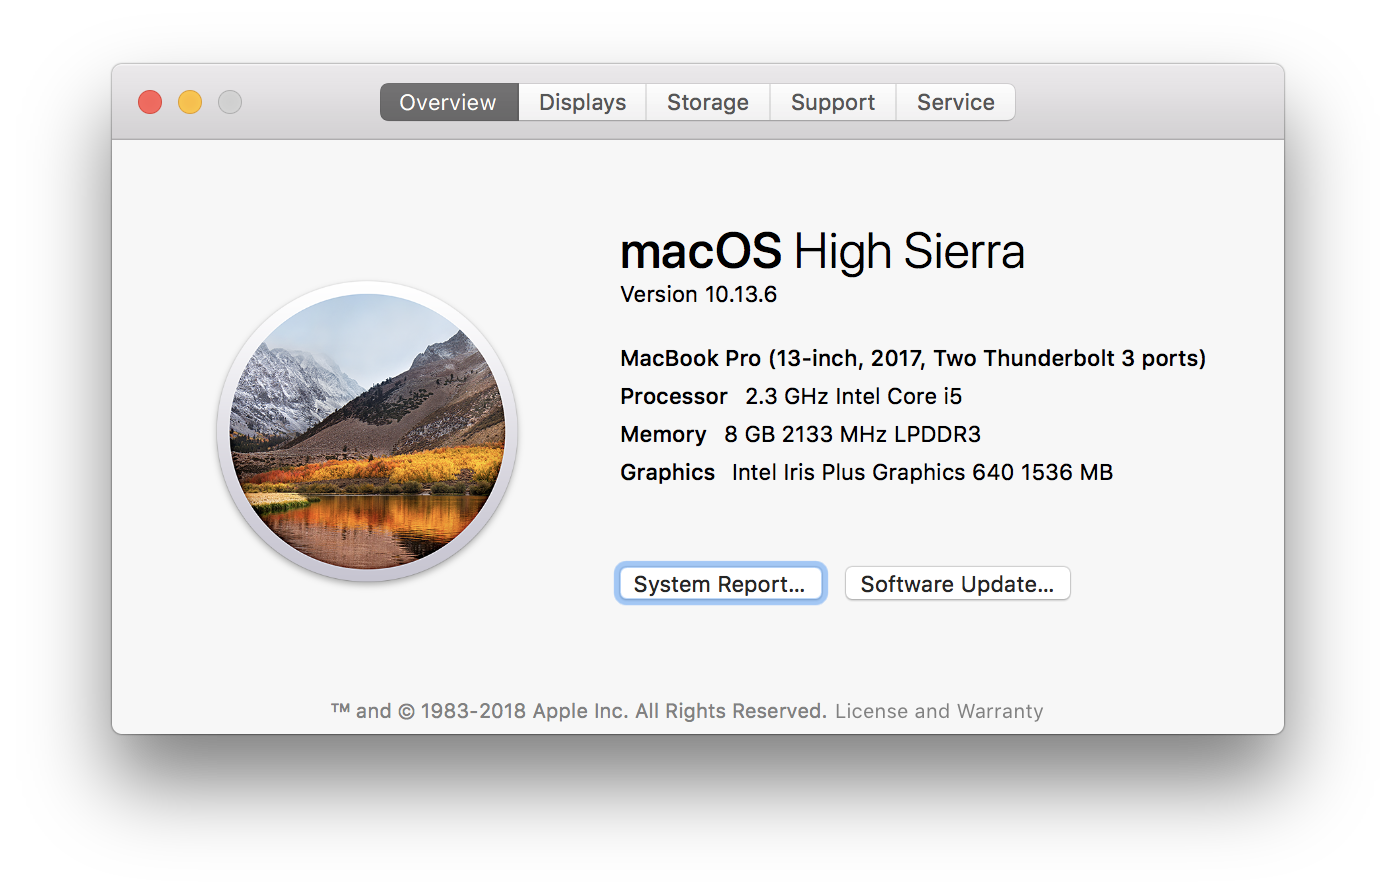 Overview Displays Storage Support Service
macOS High Sierra
Version 10.13.6
MacBook Pro (13-inch, 2017, Two Thunderbolt 3 ports)
Processor 2.3 GHz Intel Core i5
Memory 8 GB 2133 MHz LPDDR3
Graphics Intel Iris Plus Graphics 640 1536 MB
System Report... Software Update...
™ and © 1983-2018 Apple Inc. All Rights Reserved. License and Warranty